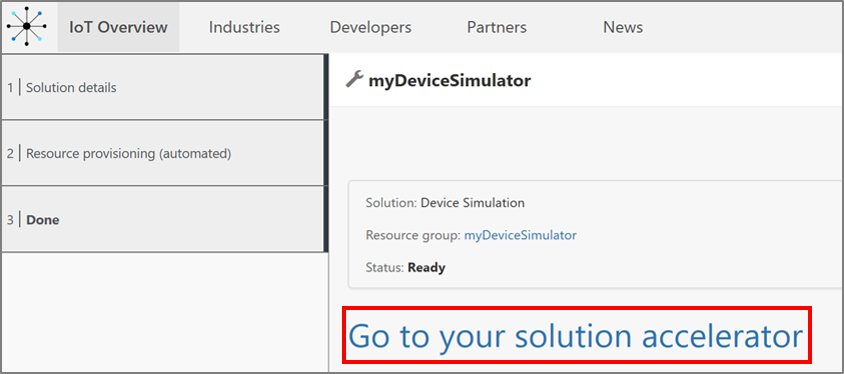 IoT Overview Industries Developers Partners News
1 Solution details
2 Resource provisioning (automated)
3 Done
myDeviceSimulator
Solution: Device Simulation
Resource group: myDeviceSimulator
Status: Ready
Go to your solution accelerator